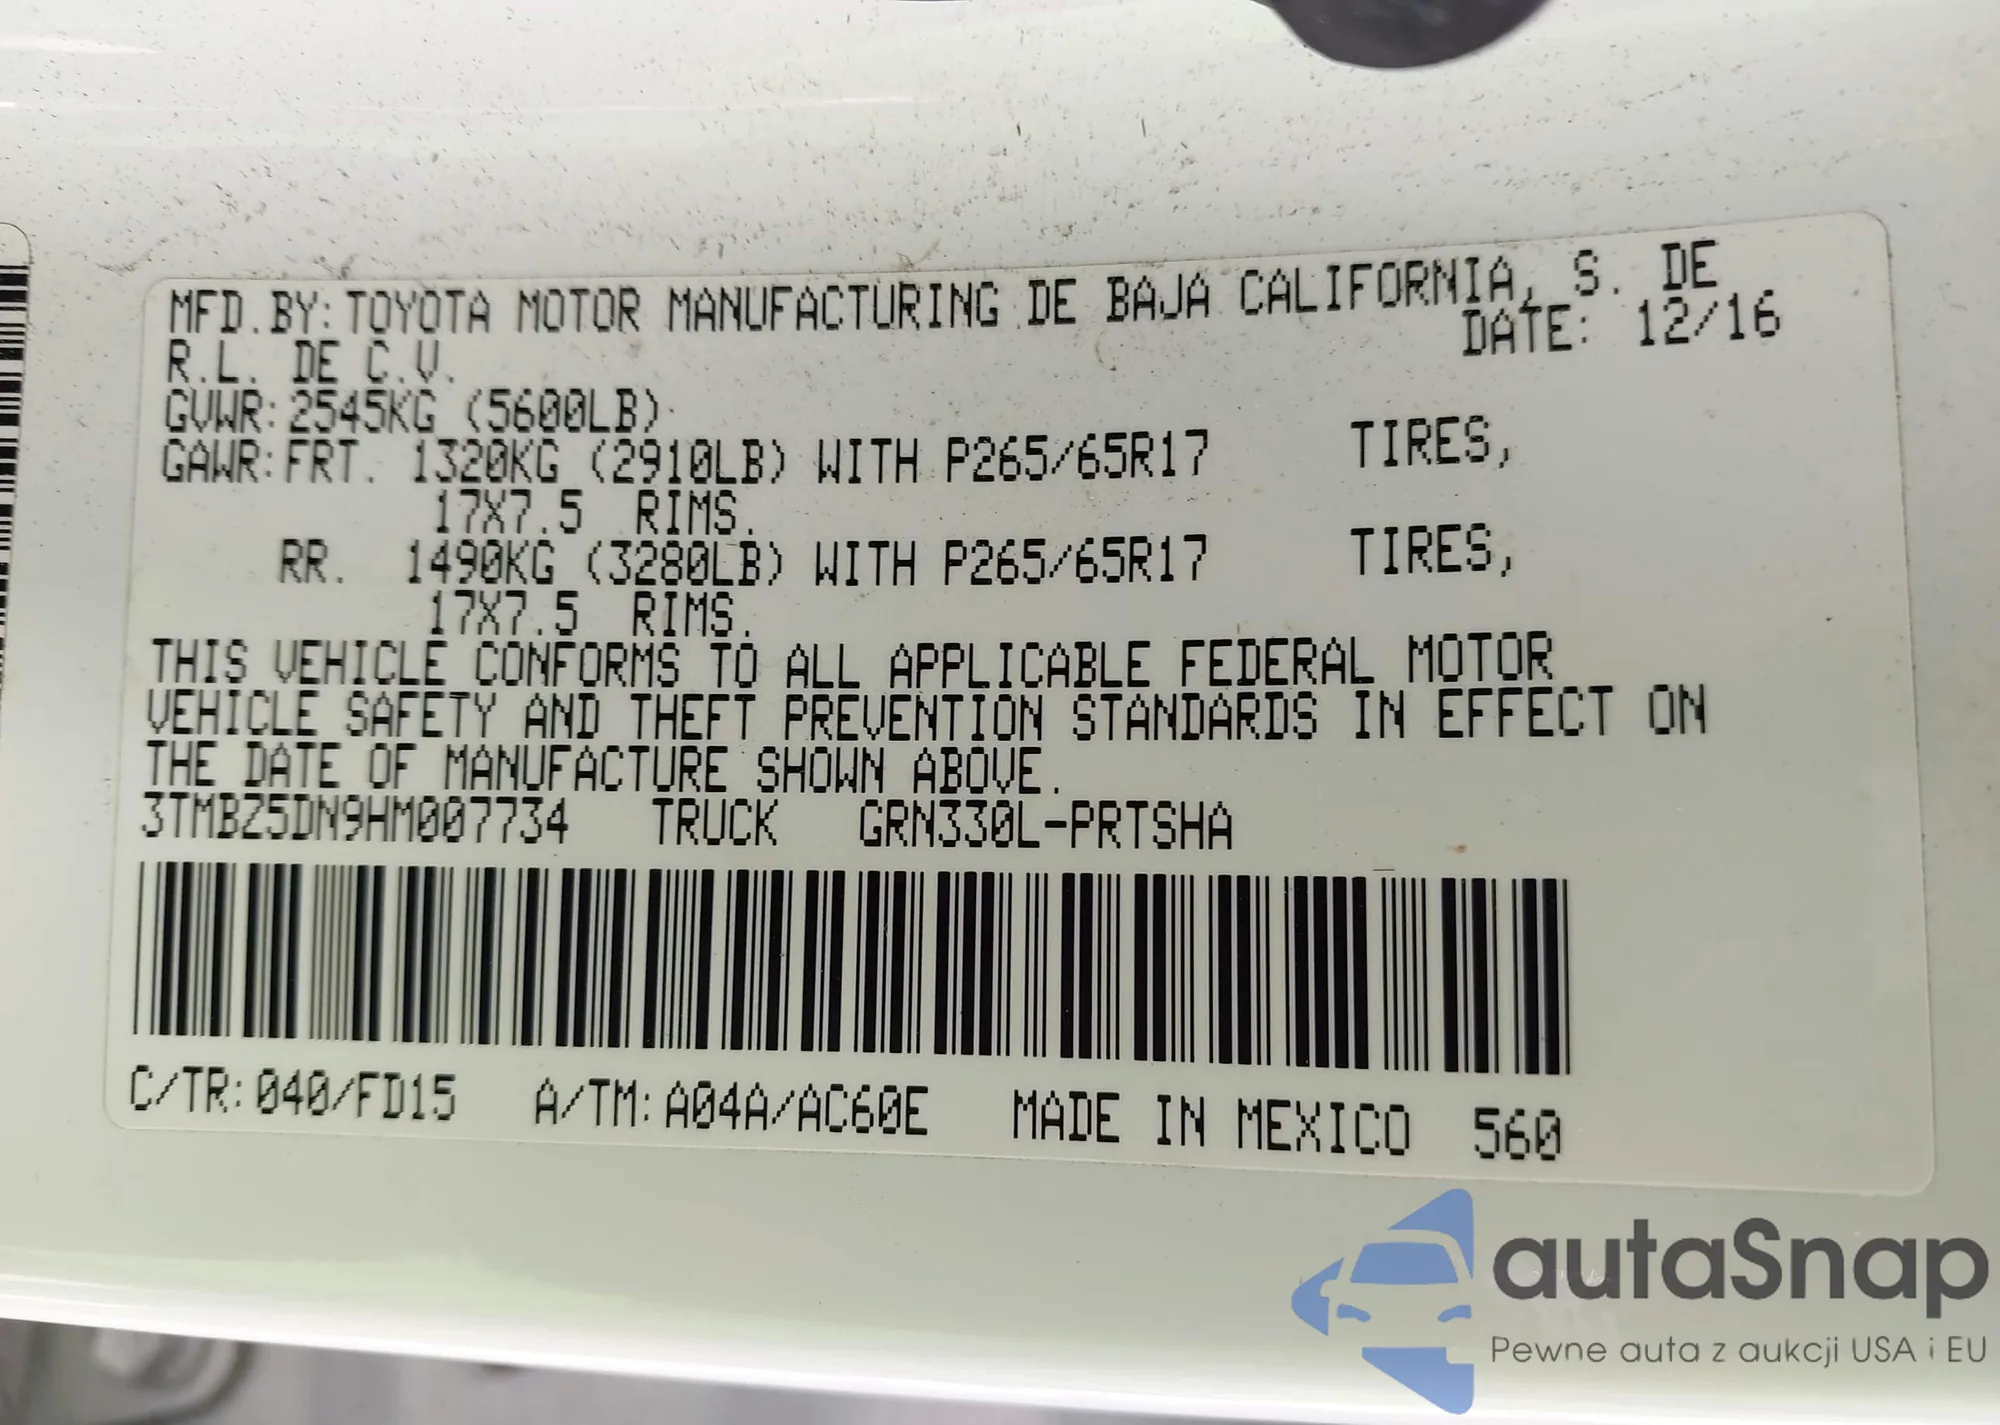 MFD.BY:TOYOTA MOTOR MANUFACTURING DE BAJA CALIFORNIA, S. DE
R.L. DE C.V.
DATE: 12/16
GVWR:2545KG (5600LB)
GAWR:FRT. 1320KG (2910LB) WITH P265/65R17 TIRES,
17X7.5 RIMS.
RR. 1490KG (3280LB) WITH P265/65R17 TIRES,
17X7.5 RIMS.
THIS VEHICLE CONFORMS TO ALL APPLICABLE FEDERAL MOTOR
VEHICLE SAFETY AND THEFT PREVENTION STANDARDS IN EFFECT ON
THE DATE OF MANUFACTURE SHOWN ABOVE.
3TMBZ5DN9HM007734 TRUCK GRN330L-PRTSHA
C/TR:040/FD15 A/TM:A04A/AC60E MADE IN MEXICO 560
autaSnap
Pewne auta z aukcji USA i EU